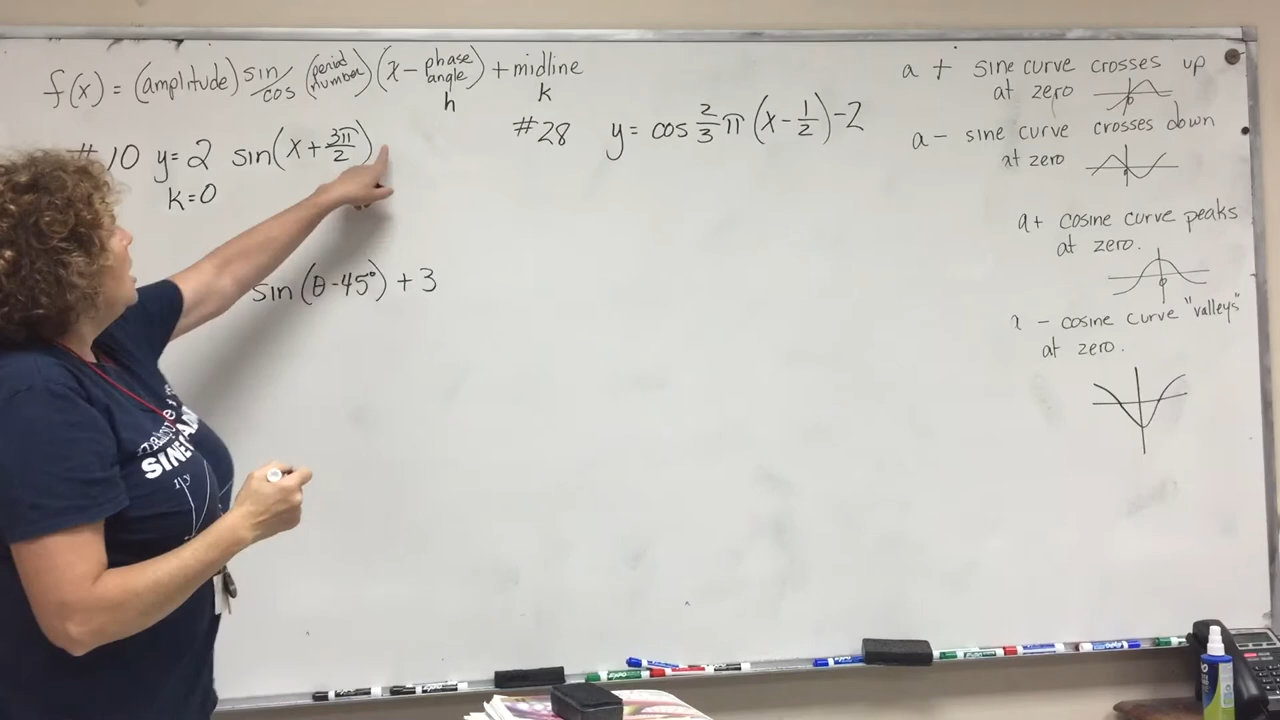 f(x) = (amplitude) sin/cos (period number)(x - phase angle) + midline
h k
#10 y=2 sin(x + 3π/2)
k=0
sin(θ-45°) + 3
#28 y = cos 2/3 π (x - 1/2) - 2
a + sine curve crosses up
at zero
a - sine curve crosses down
at zero
a + cosine curve peaks
at zero.
a - cosine curve "valleys"
at zero.
SINE
1 y